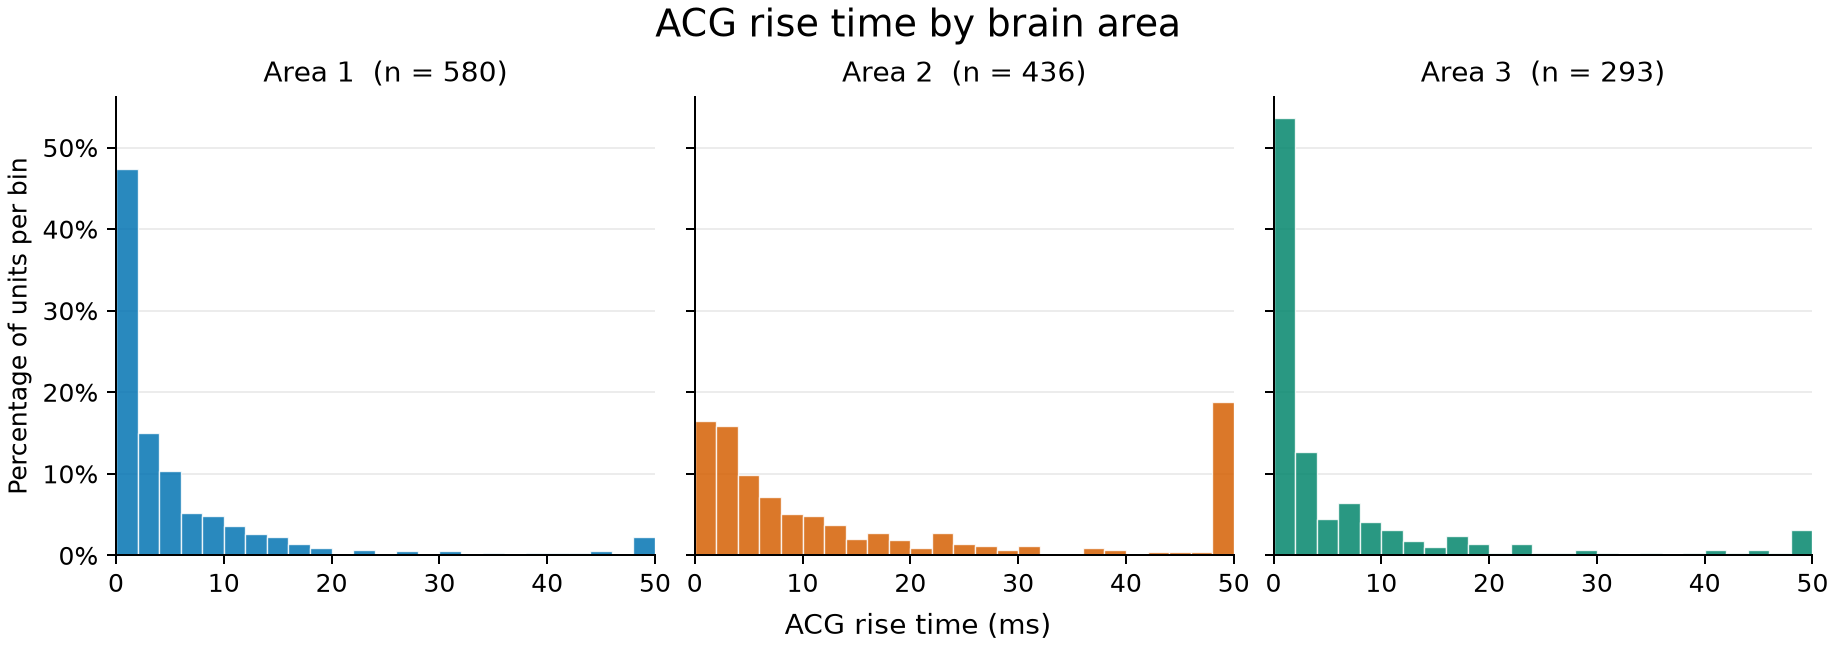 ACG rise time by brain area
Area 1 (n = 580)
Area 2 (n = 436)
Area 3 (n = 293)
Percentage of units per bin
50%
40%
30%
20%
10%
0%
0 10 20 30 40 50
0 10 20 30 40 50
0 10 20 30 40 50
ACG rise time (ms)